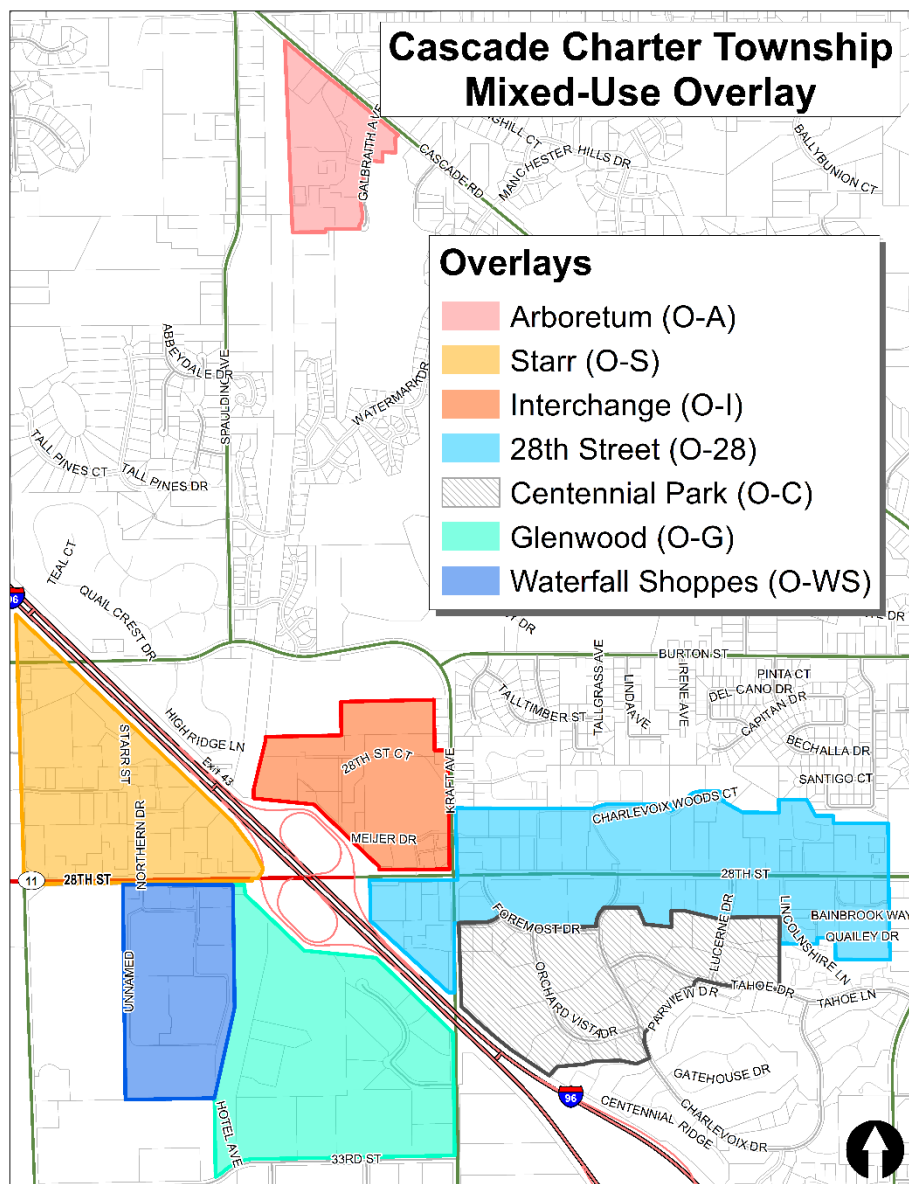 Cascade Charter Township
Mixed-Use Overlay
GALBRAITH AVE
CASCADE RD
MANCHESTER HILLS DR
BALLYBUNION CT
Overlays
Arboretum (O-A)
Starr (O-S)
Interchange (O-I)
28th Street (O-28)
Centennial Park (O-C)
Glenwood (O-G)
Waterfall Shoppes (O-WS)
ABBEYDALE DR
SPAULDING AVE
WATERMARK DR
TALL PINES CT
TALL PINES DR
TEAL CT
QUAIL CREST DR
BURTON ST
TALLTIMBER ST
TALLGRASS AVE
LINDA AVE
IRENE AVE
PINTA CT
DEL CANO DR
CAPITAN DR
BECHALLA DR
SANTIGO CT
HIGH RIDGE LN
Exit 43
STARR ST
NORTHERN DR
28TH ST CT
MEIJER DR
KRAFT AVE
CHARLEVOIX WOODS CT
11
28TH ST
28TH ST
UNNAMED
FOREMOST DR
LUCERNE DR
LINCOLNSHIRE LN
BAINBROOK WAY
QUAILEY DR
ORCHARD VISTA DR
PARVIEW DR
TAHOE DR
TAHOE LN
GATEHOUSE DR
96
CENTENNIAL RIDGE
CHARLEVOIX DR
HOTEL AVE
33RD ST